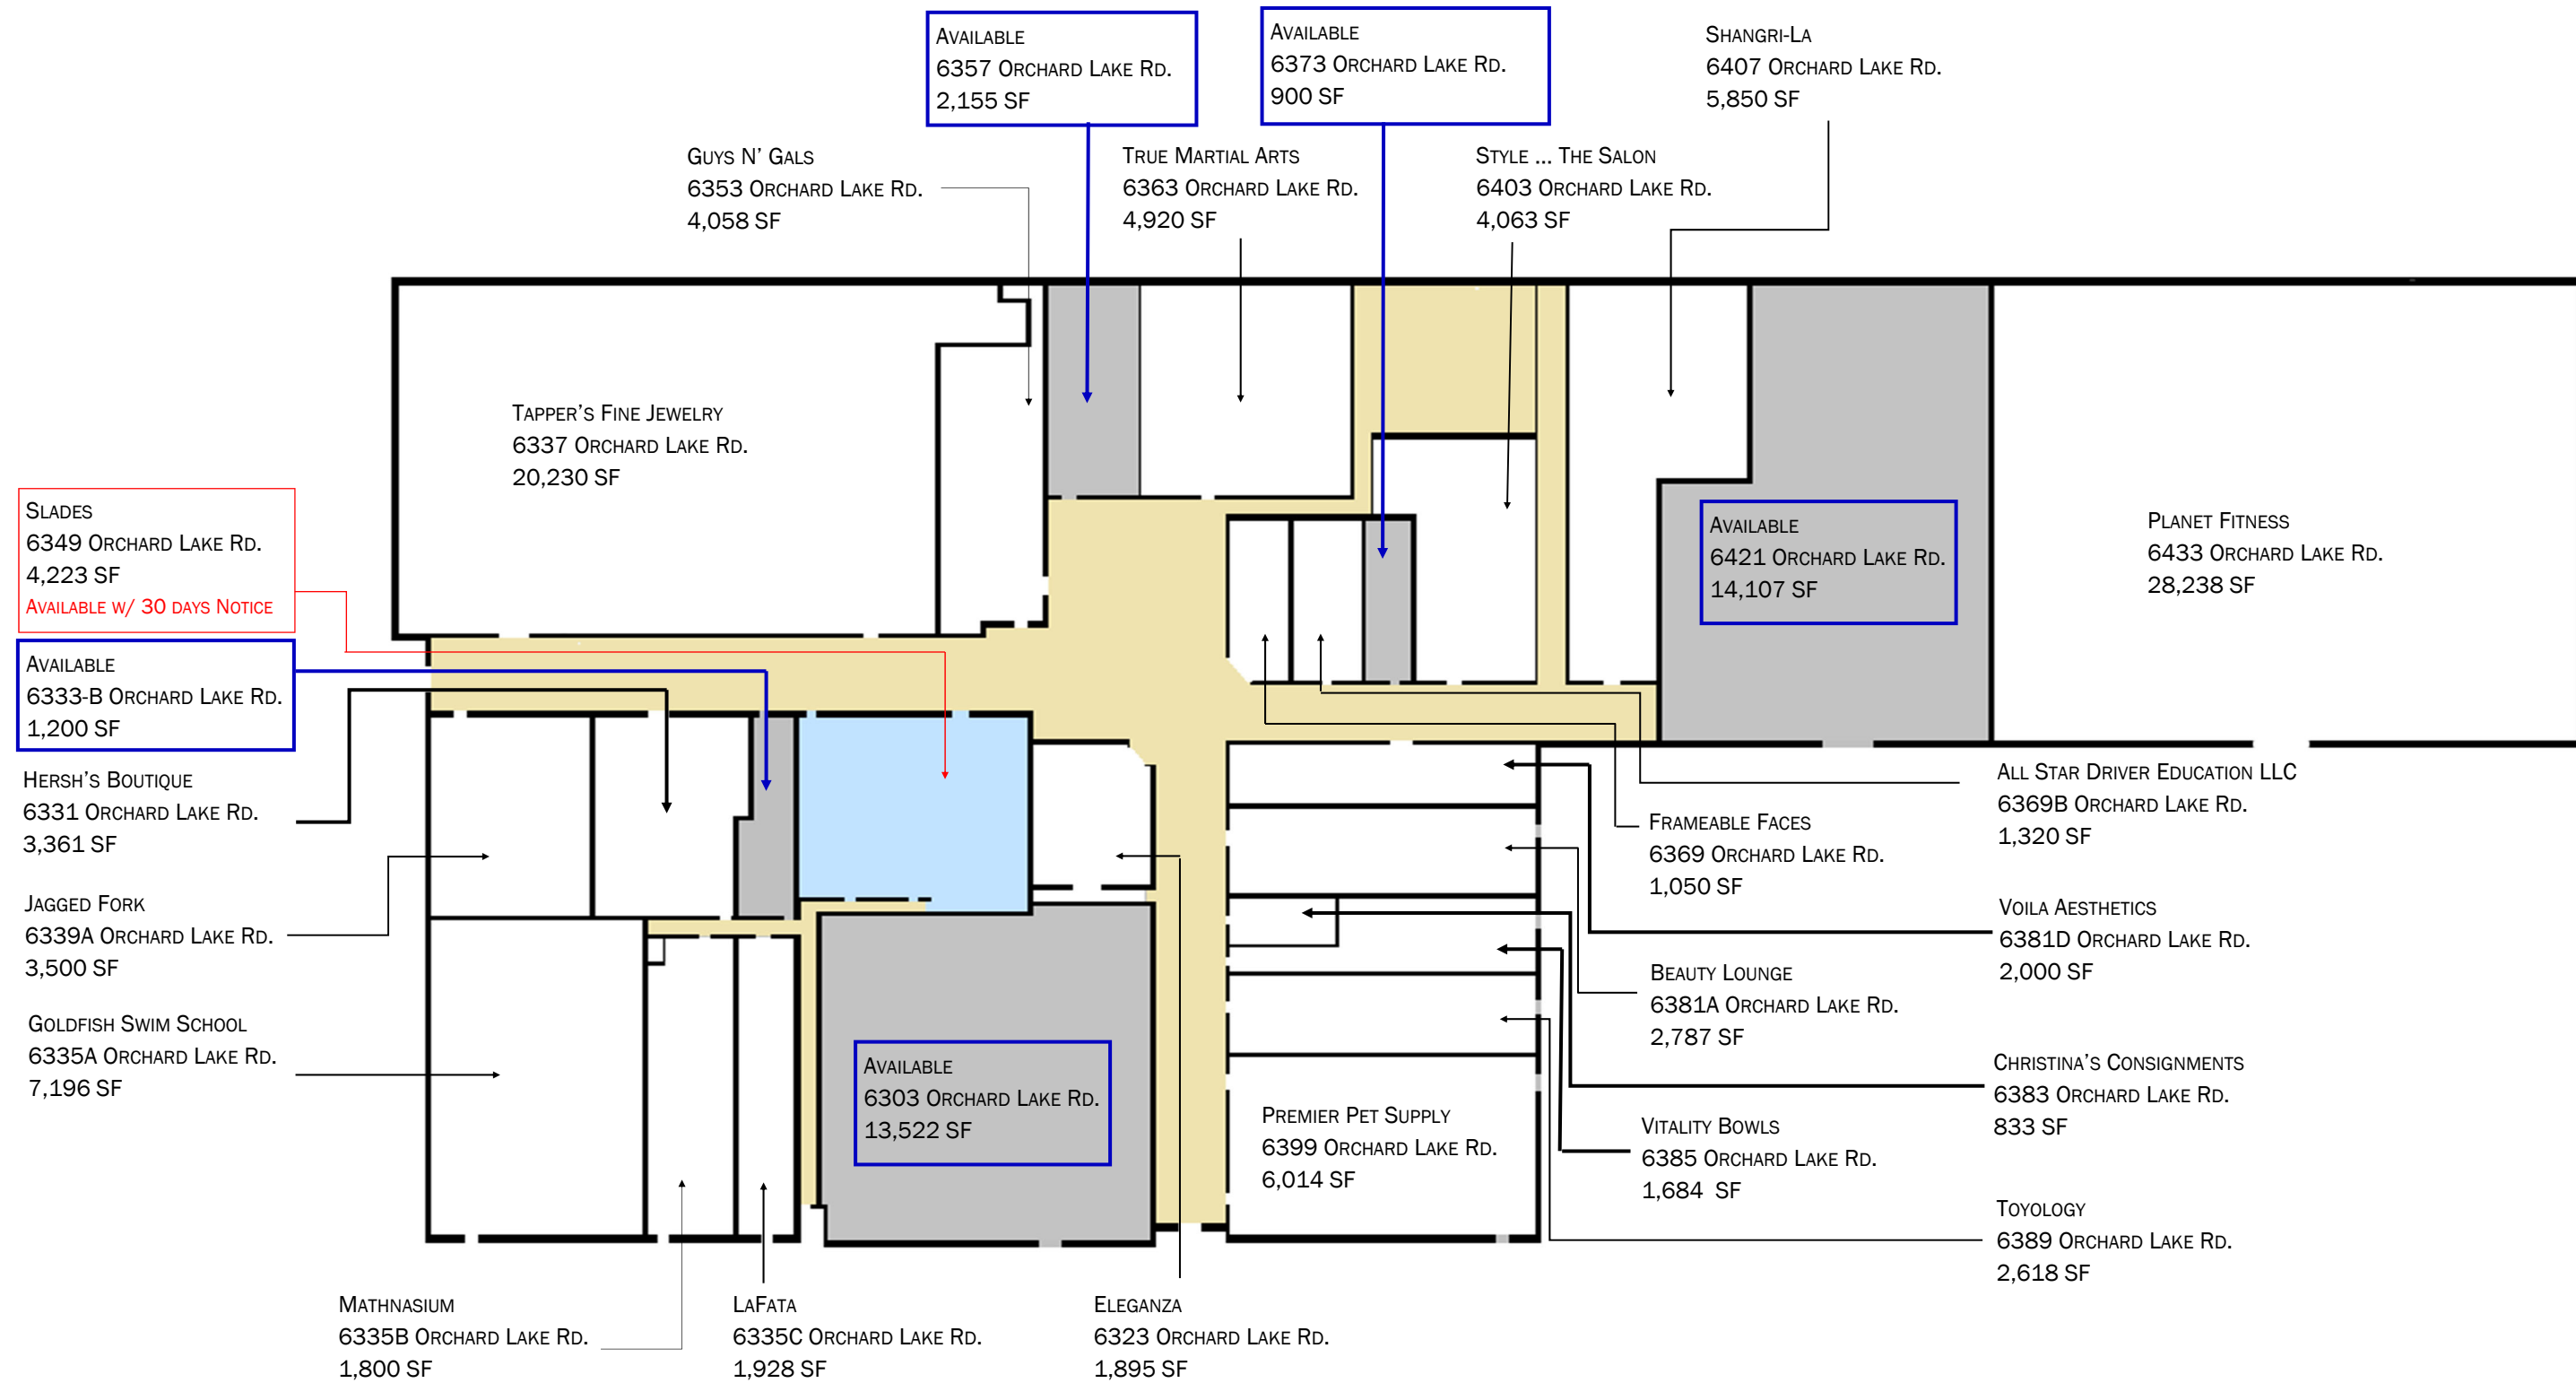 Available
6357 Orchard Lake Rd.
2,155 SF
Available
6373 Orchard Lake Rd.
900 SF
Shangri-La
6407 Orchard Lake Rd.
5,850 SF
Guys N’ Gals
6353 Orchard Lake Rd.
4,058 SF
True Martial Arts
6363 Orchard Lake Rd.
4,920 SF
Style ... The Salon
6403 Orchard Lake Rd.
4,063 SF
Tapper’s Fine Jewelry
6337 Orchard Lake Rd.
20,230 SF
Slades
6349 Orchard Lake Rd.
4,223 SF
Available w/ 30 days Notice
Available
6421 Orchard Lake Rd.
14,107 SF
Planet Fitness
6433 Orchard Lake Rd.
28,238 SF
Available
6333-B Orchard Lake Rd.
1,200 SF
Hersh’s Boutique
6331 Orchard Lake Rd.
3,361 SF
Jagged Fork
6339A Orchard Lake Rd.
3,500 SF
Goldfish Swim School
6335A Orchard Lake Rd.
7,196 SF
All Star Driver Education LLC
6369B Orchard Lake Rd.
1,320 SF
Frameable Faces
6369 Orchard Lake Rd.
1,050 SF
Voila Aesthetics
6381D Orchard Lake Rd.
2,000 SF
Beauty Lounge
6381A Orchard Lake Rd.
2,787 SF
Available
6303 Orchard Lake Rd.
13,522 SF
Premier Pet Supply
6399 Orchard Lake Rd.
6,014 SF
Christina’s Consignments
6383 Orchard Lake Rd.
833 SF
Vitality Bowls
6385 Orchard Lake Rd.
1,684 SF
Toyology
6389 Orchard Lake Rd.
2,618 SF
Mathnasium
6335B Orchard Lake Rd.
1,800 SF
LaFata
6335C Orchard Lake Rd.
1,928 SF
Eleganza
6323 Orchard Lake Rd.
1,895 SF